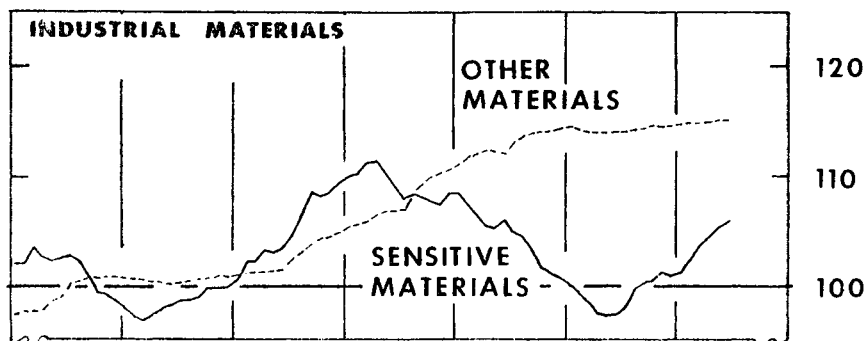 INDUSTRIAL MATERIALS
120
OTHER
MATERIALS
110
SENSITIVE
MATERIALS
100